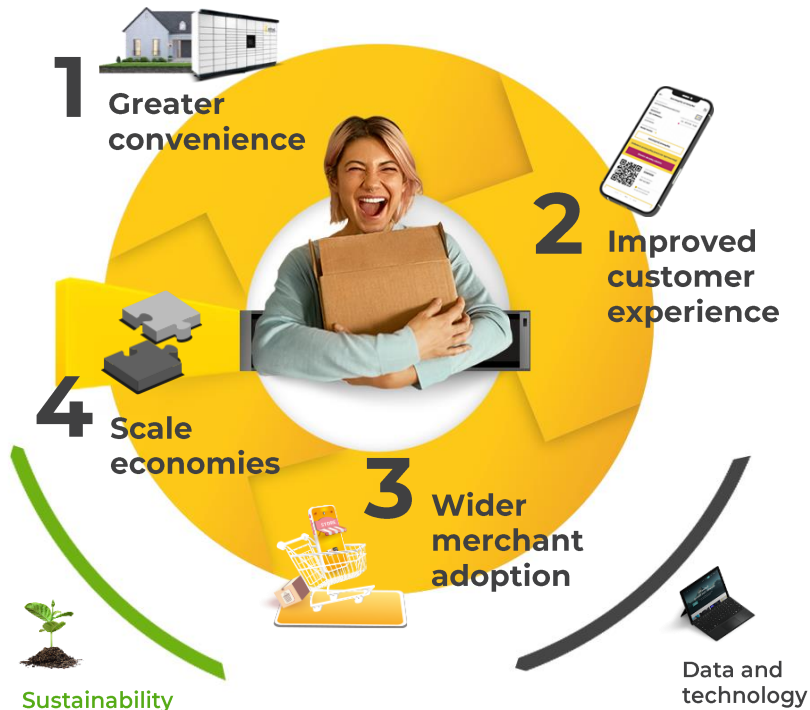 1
Greater
convenience
2
Improved
customer
experience
3
Wider
merchant
adoption
4
Scale
economies
Sustainability
Data and
technology